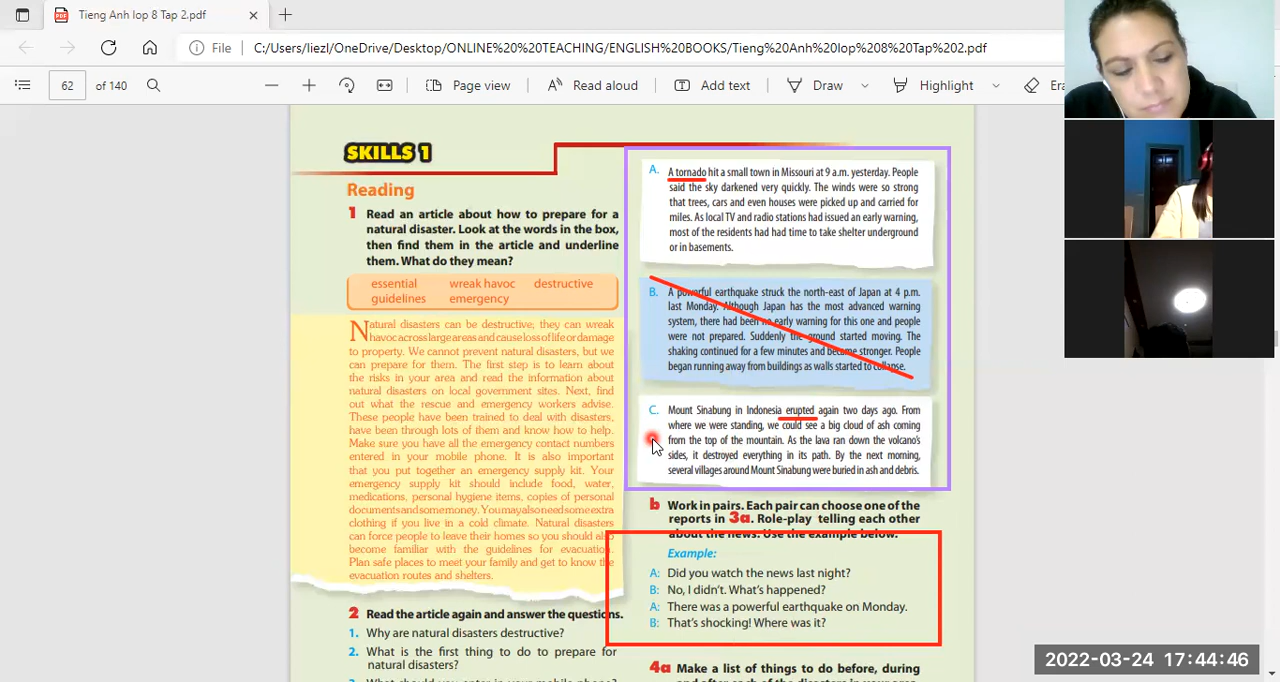 Tieng Anh lop 8 Tap 2.pdf
File
C:/Users/liezl/OneDrive/Desktop/ONLINE%20%20TEACHING/ENGLISH%20BOOKS/Tieng%20Anh%20lop%208%20Tap%202.pdf
62 of 140
Page view
Read aloud
Add text
Draw
Highlight
SKILLS 1
Reading
1 Read an article about how to prepare for a
natural disaster. Look at the words in the box,
then find them in the article and underline
them. What do they mean?
essential wreak havoc destructive
guidelines emergency
Natural disasters can be destructive; they can wreak
havoc across large areas and cause loss of life or damage
to property. We cannot prevent natural disasters, but we
can prepare for them. The first step is to learn about
the risks in your area and read the information about
natural disasters on local government sites. Next, find
out what the rescue and emergency workers advise.
These people have been trained to deal with disasters,
have been through lots of them and know how to help.
Make sure you have all the emergency contact numbers
entered in your mobile phone. It is also important
that you put together an emergency supply kit. Your
emergency supply kit should include food, water,
medications, personal hygiene items, copies of personal
documents and some money. You may also need some extra
clothing if you live in a cold climate. Natural disasters
can force people to leave their homes so you should also
become familiar with the guidelines for evacuation.
Plan safe places to meet your family and get to know the
evacuation routes and shelters.
2 Read the article again and answer the questions.
1. Why are natural disasters destructive?
2. What is the first thing to do to prepare for
natural disasters?
A. A tornado hit a small town in Missouri at 9 a.m. yesterday. People
said the sky darkened very quickly. The winds were so strong
that trees, cars and even houses were picked up and carried for
miles. As local TV and radio stations had issued an early warning,
most of the residents had had time to take shelter underground
or in basements.
B. A powerful earthquake struck the north-east of Japan at 4 p.m.
last Monday. Although Japan has the most advanced warning
system, there had been no early warning for this one and people
were not prepared. Suddenly the ground started moving. The
shaking continued for a few minutes and became stronger. People
began running away from buildings as walls started to collapse.
C. Mount Sinabung in Indonesia erupted again two days ago. From
where we were standing, we could see a big cloud of ash coming
from the top of the mountain. As the lava ran down the volcano's
sides, it destroyed everything in its path. By the next morning,
several villages around Mount Sinabung were buried in ash and debris.
b Work in pairs. Each pair can choose one of the
reports in 3a. Role-play telling each other
about the news. Use the example below.
Example:
A: Did you watch the news last night?
B: No, I didn't. What's happened?
A: There was a powerful earthquake on Monday.
B: That's shocking! Where was it?
4a Make a list of things to do before, during
2022-03-24 17:44:46